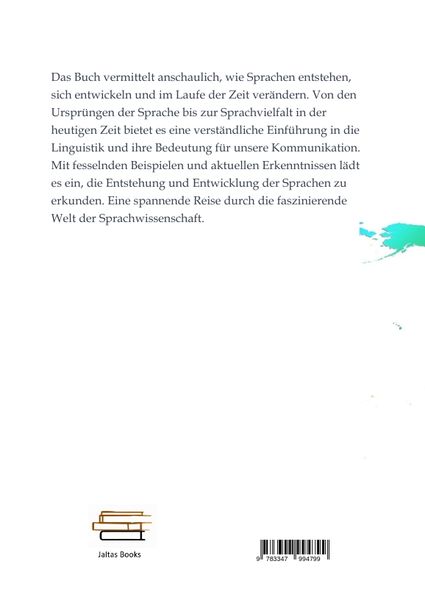 Das Buch vermittelt anschaulich, wie Sprachen entstehen,
sich entwickeln und im Laufe der Zeit verändern. Von den
Ursprüngen der Sprache bis zur Sprachvielfalt in der
heutigen Zeit bietet es eine verständliche Einführung in die
Linguistik und ihre Bedeutung für unsere Kommunikation.
Mit fesselnden Beispielen und aktuellen Erkenntnissen lädt
es ein, die Entstehung und Entwicklung der Sprachen zu
erkunden. Eine spannende Reise durch die faszinierende
Welt der Sprachwissenschaft.
Jaltas Books
9 783347 994799